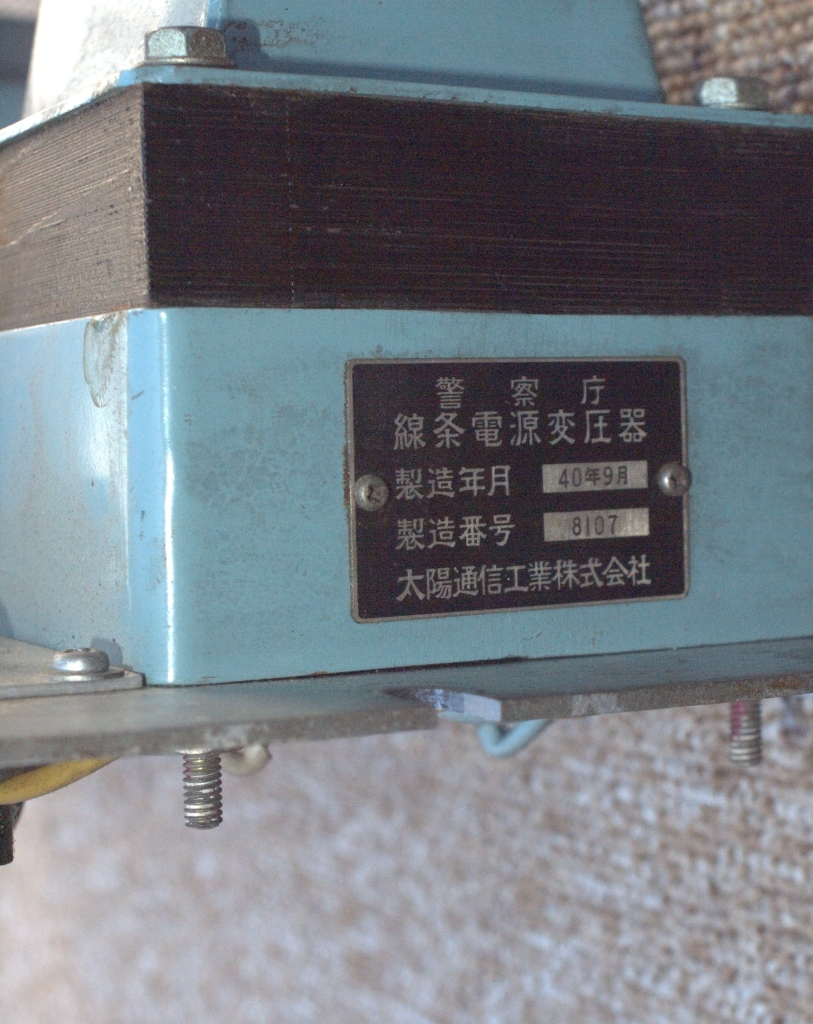 警察庁
線条電源変圧器
製造年月 40年9月
製造番号 8107
太陽通信工業株式会社